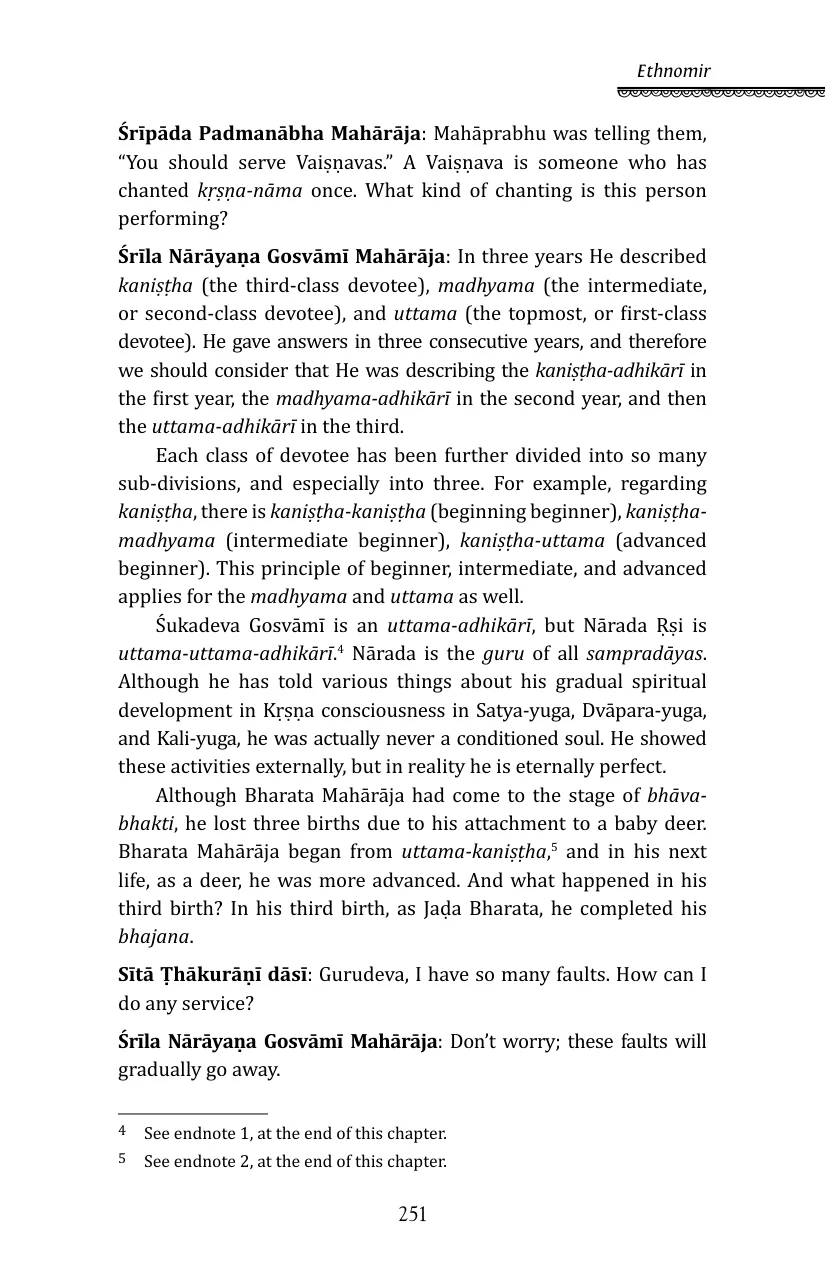 Ethnomir
Śrīpāda Padmanābha Mahārāja: Mahāprabhu was telling them,
“You should serve Vaiṣṇavas.” A Vaiṣṇava is someone who has
chanted kṛṣṇa-nāma once. What kind of chanting is this person
performing?
Śrīla Nārāyaṇa Gosvāmī Mahārāja: In three years He described
kaniṣṭha (the third-class devotee), madhyama (the intermediate,
or second-class devotee), and uttama (the topmost, or first-class
devotee). He gave answers in three consecutive years, and therefore
we should consider that He was describing the kaniṣṭha-adhikārī in
the first year, the madhyama-adhikārī in the second year, and then
the uttama-adhikārī in the third.
Each class of devotee has been further divided into so many
sub-divisions, and especially into three. For example, regarding
kaniṣṭha, there is kaniṣṭha-kaniṣṭha (beginning beginner), kaniṣṭha-
madhyama (intermediate beginner), kaniṣṭha-uttama (advanced
beginner). This principle of beginner, intermediate, and advanced
applies for the madhyama and uttama as well.
Śukadeva Gosvāmī is an uttama-adhikārī, but Nārada Ṛṣi is
uttama-uttama-adhikārī.4 Nārada is the guru of all sampradāyas.
Although he has told various things about his gradual spiritual
development in Kṛṣṇa consciousness in Satya-yuga, Dvāpara-yuga,
and Kali-yuga, he was actually never a conditioned soul. He showed
these activities externally, but in reality he is eternally perfect.
Although Bharata Mahārāja had come to the stage of bhāva-
bhakti, he lost three births due to his attachment to a baby deer.
Bharata Mahārāja began from uttama-kaniṣṭha,5 and in his next
life, as a deer, he was more advanced. And what happened in his
third birth? In his third birth, as Jaḍa Bharata, he completed his
bhajana.
Sītā Ṭhākurāṇī dāsī: Gurudeva, I have so many faults. How can I
do any service?
Śrīla Nārāyaṇa Gosvāmī Mahārāja: Don’t worry; these faults will
gradually go away.
4 See endnote 1, at the end of this chapter.
5 See endnote 2, at the end of this chapter.
251